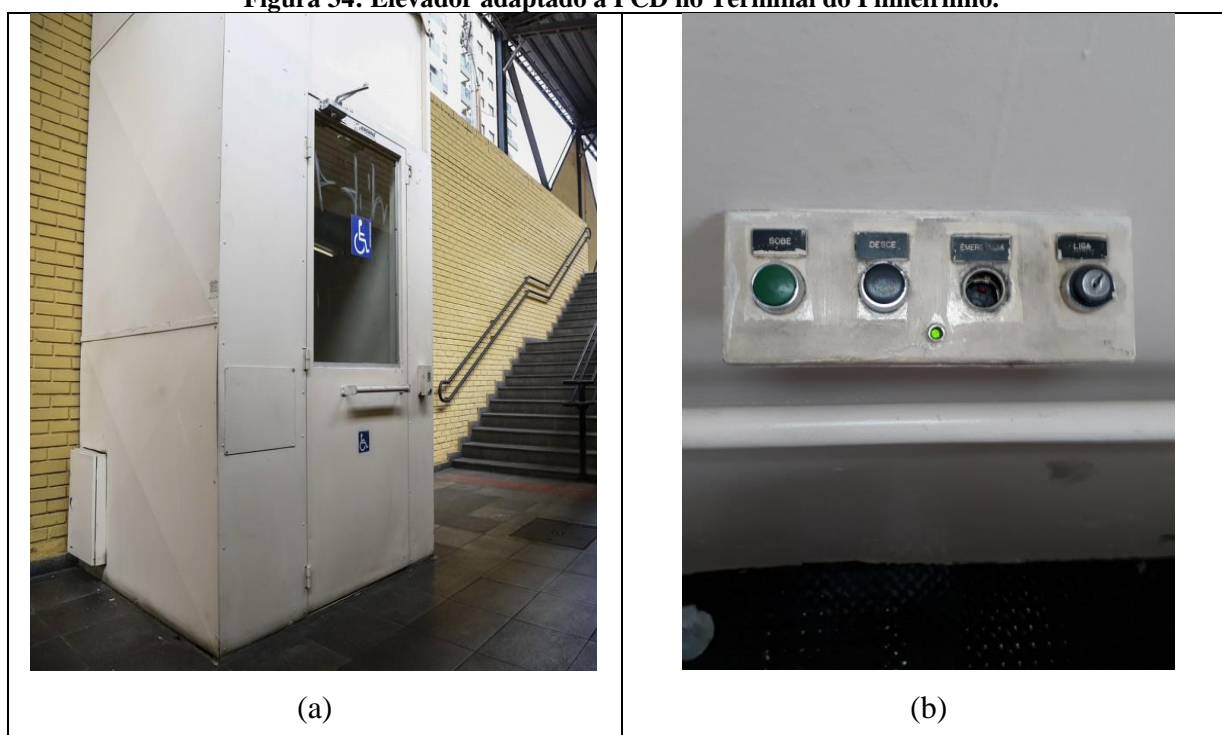 Figura 34: Elevador adaptado a PCD no Terminal do Pinheirinho.
SOBE DESCE LIGA
(a) (b)